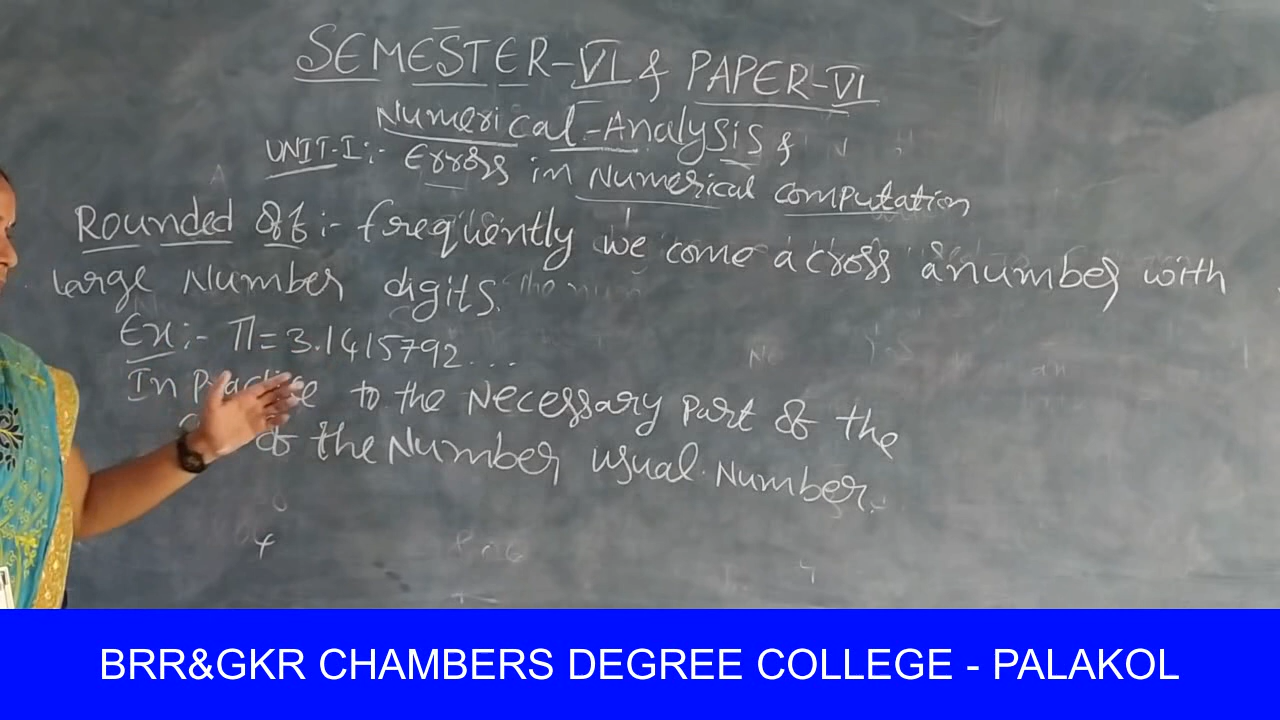 SEMESTER-VI & PAPER-VI
Numerical-Analysis &
UNIT-I:- Errors in Numerical computation
Rounded Of:- frequently we come across a number with
large Number digits.
Ex:- π=3.1415792...
In Practice to the Necessary part of the
of the Number usual Number.
BRR&GKR CHAMBERS DEGREE COLLEGE - PALAKOL